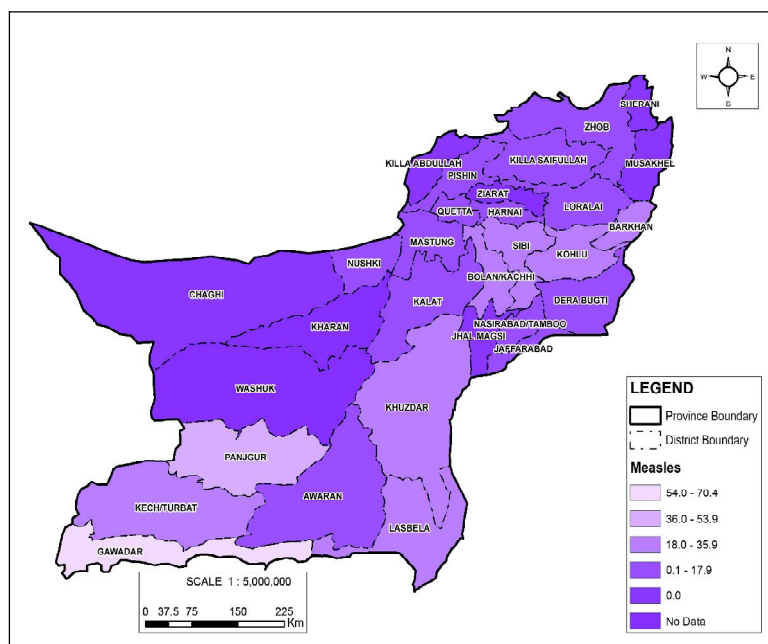 N
W E
S
SHERANI
ZHOB
KILLA ABDULLAH
KILLA SAIFULLAH
MUSAKHEL
PISHIN
ZIARAT
LORALAI
QUETTA
HARNAI
BARKHAN
MASTUNG
SIBI
KOHLU
NUSHKI
BOLAN/KACHHI
CHAGHI
KALAT
DERA BUGTI
KHARAN
NASIRABAD/TAMBOO
JHAL MAGSI
JAFFARABAD
WASHUK
KHUZDAR
PANJGUR
KECH/TURBAT
AWARAN
LASBELA
GAWADAR
SCALE 1 : 5,000,000
0 37.5 75 150 225
Km
LEGEND
Province Boundary
District Boundary
Measles
54.0 - 70.4
36.0 - 53.9
18.0 - 35.9
0.1 - 17.9
0.0
No Data